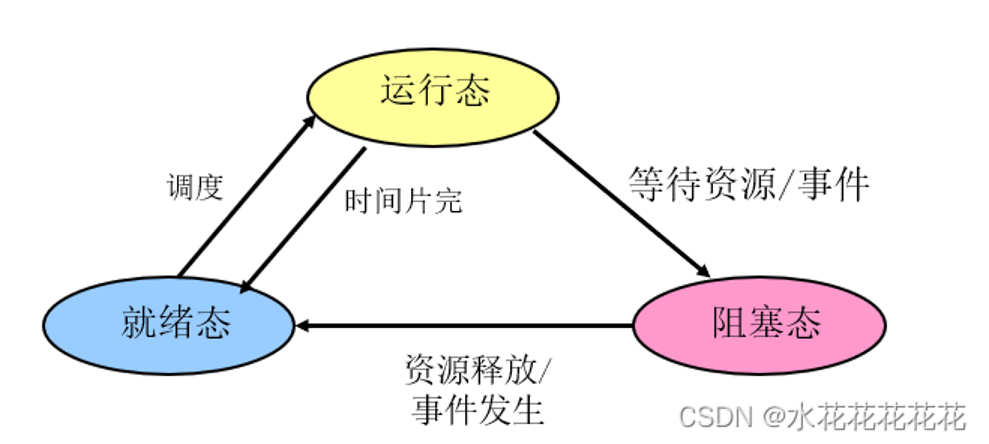 运行态
调度
时间片完
等待资源/事件
就绪态
阻塞态
资源释放/
事件发生
CSDN @水花花花花花